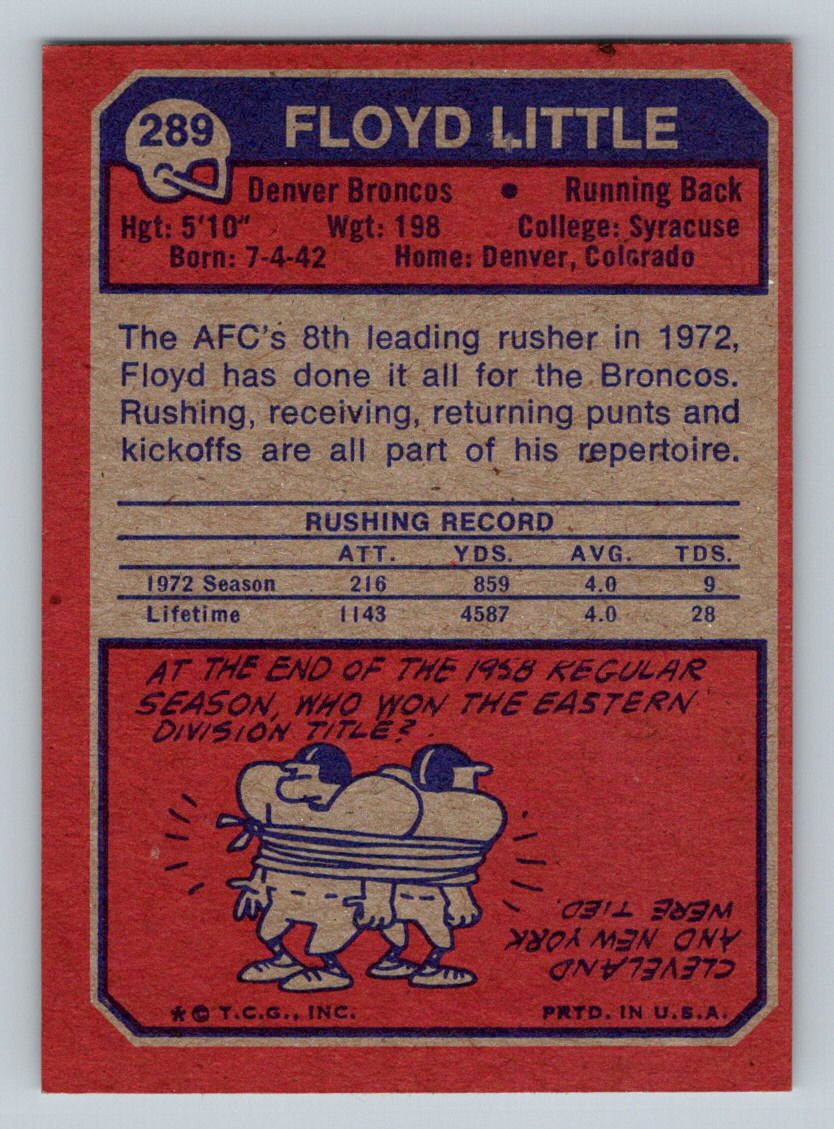 289
FLOYD LITTLE
Denver Broncos • Running Back
Hgt: 5'10" Wgt: 198 College: Syracuse
Born: 7-4-42 Home: Denver, Colorado
The AFC's 8th leading rusher in 1972,
Floyd has done it all for the Broncos.
Rushing, receiving, returning punts and
kickoffs are all part of his repertoire.
RUSHING RECORD
ATT. YDS. AVG. TDS.
1972 Season 216 859 4.0 9
Lifetime 1143 4587 4.0 28
AT THE END OF THE 1958 REGULAR
SEASON, WHO WON THE EASTERN
DIVISION TITLE?
CLEVELAND
AND NEW YORK
WERE TIED.
* © T.C.G., INC. PRTD. IN U.S.A.